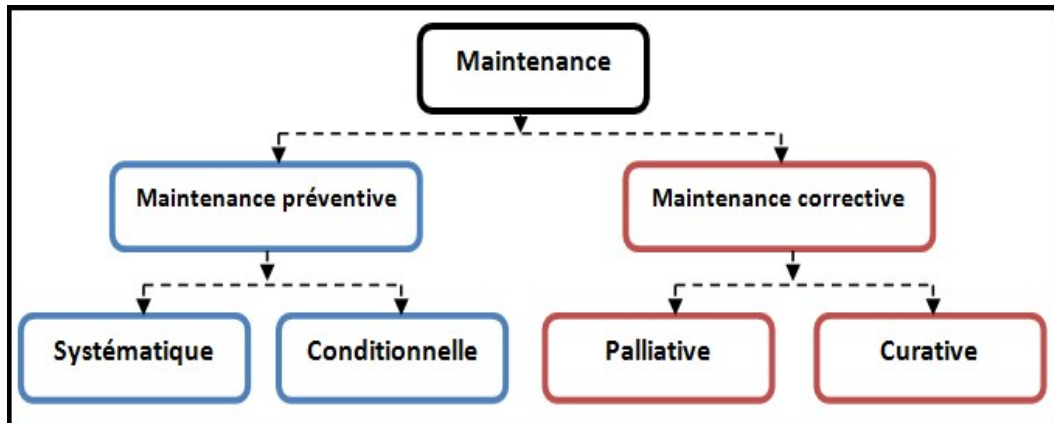 Maintenance
Maintenance préventive
Maintenance corrective
Systématique
Conditionnelle
Palliative
Curative